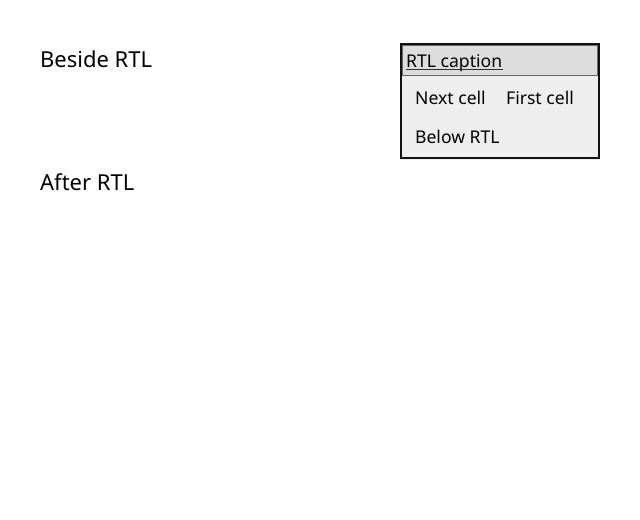 Beside RTL
RTL caption
Next cell First cell
Below RTL
After RTL